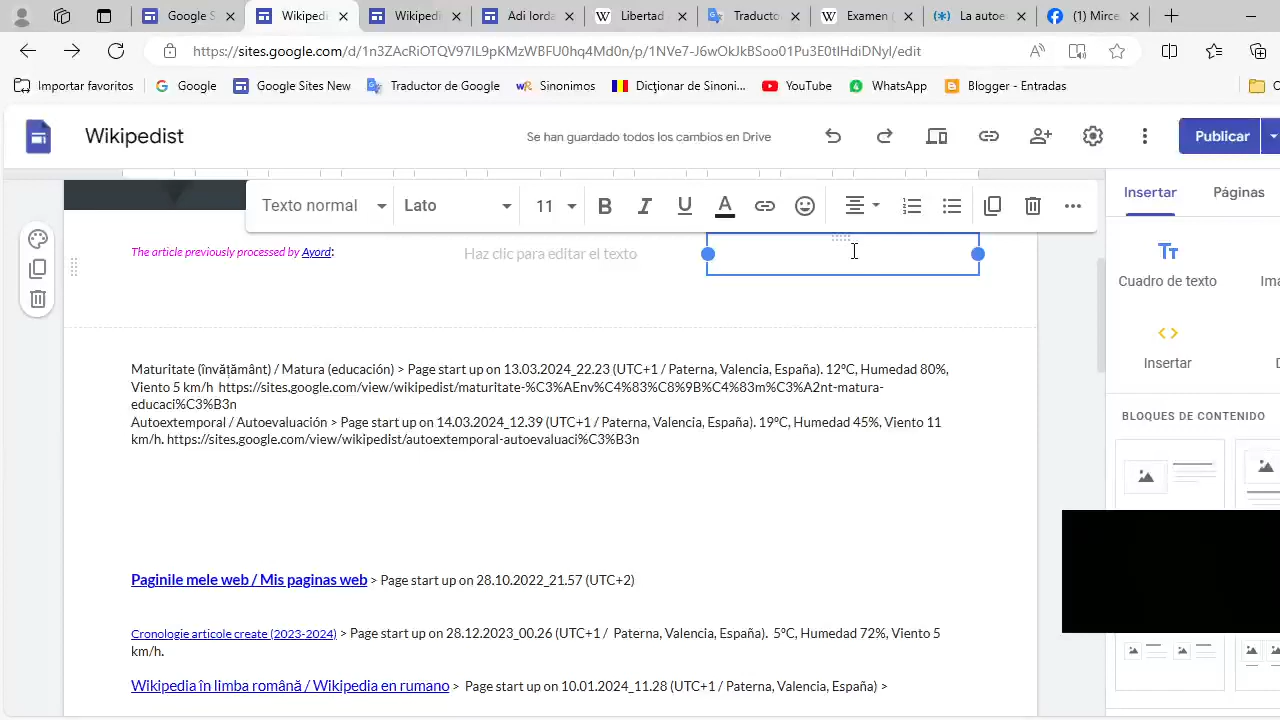 Google S
Wikipedi
Wikipedi
Adi Iorda
Libertad
Traducto
Examen (
La autoe
(1) Mirce
https://sites.google.com/d/1n3ZAcRiOTQV97IL9pKMzWBFU0hq4Md0n/p/1NVe7-J6wOkJkBSoo01Pu3E0tlHdiDNyl/edit
Importar favoritos
Google
Google Sites New
Traductor de Google
Sinonimos
Dicţionar de Sinonl...
YouTube
WhatsApp
Blogger - Entradas
Wikipedist
Se han guardado todos los cambios en Drive
Publicar
Texto normal
Lato
11
Insertar
Páginas
The article previously processed by Ayord:
Haz clic para editar el texto
Cuadro de texto
Insertar
Maturitate (învățământ) / Matura (educación) > Page start up on 13.03.2024_22.23 (UTC+1 / Paterna, Valencia, España). 12ºC, Humedad 80%,
Viento 5 km/h https://sites.google.com/view/wikipedist/maturitate-%C3%AEnv%C4%83%C8%9B%C4%83m%C3%A2nt-matura-
educaci%C3%B3n
Autoextemporal / Autoevaluación > Page start up on 14.03.2024_12.39 (UTC+1 / Paterna, Valencia, España). 19ºC, Humedad 45%, Viento 11
km/h. https://sites.google.com/view/wikipedist/autoextemporal-autoevaluaci%C3%B3n
BLOQUES DE CONTENIDO
Paginile mele web / Mis paginas web > Page start up on 28.10.2022_21.57 (UTC+2)
Cronologie articole create (2023-2024) > Page start up on 28.12.2023_00.26 (UTC+1 / Paterna, Valencia, España). 5ºC, Humedad 72%, Viento 5
km/h.
Wikipedia în limba română / Wikipedia en rumano > Page start up on 10.01.2024_11.28 (UTC+1 / Paterna, Valencia, España) >